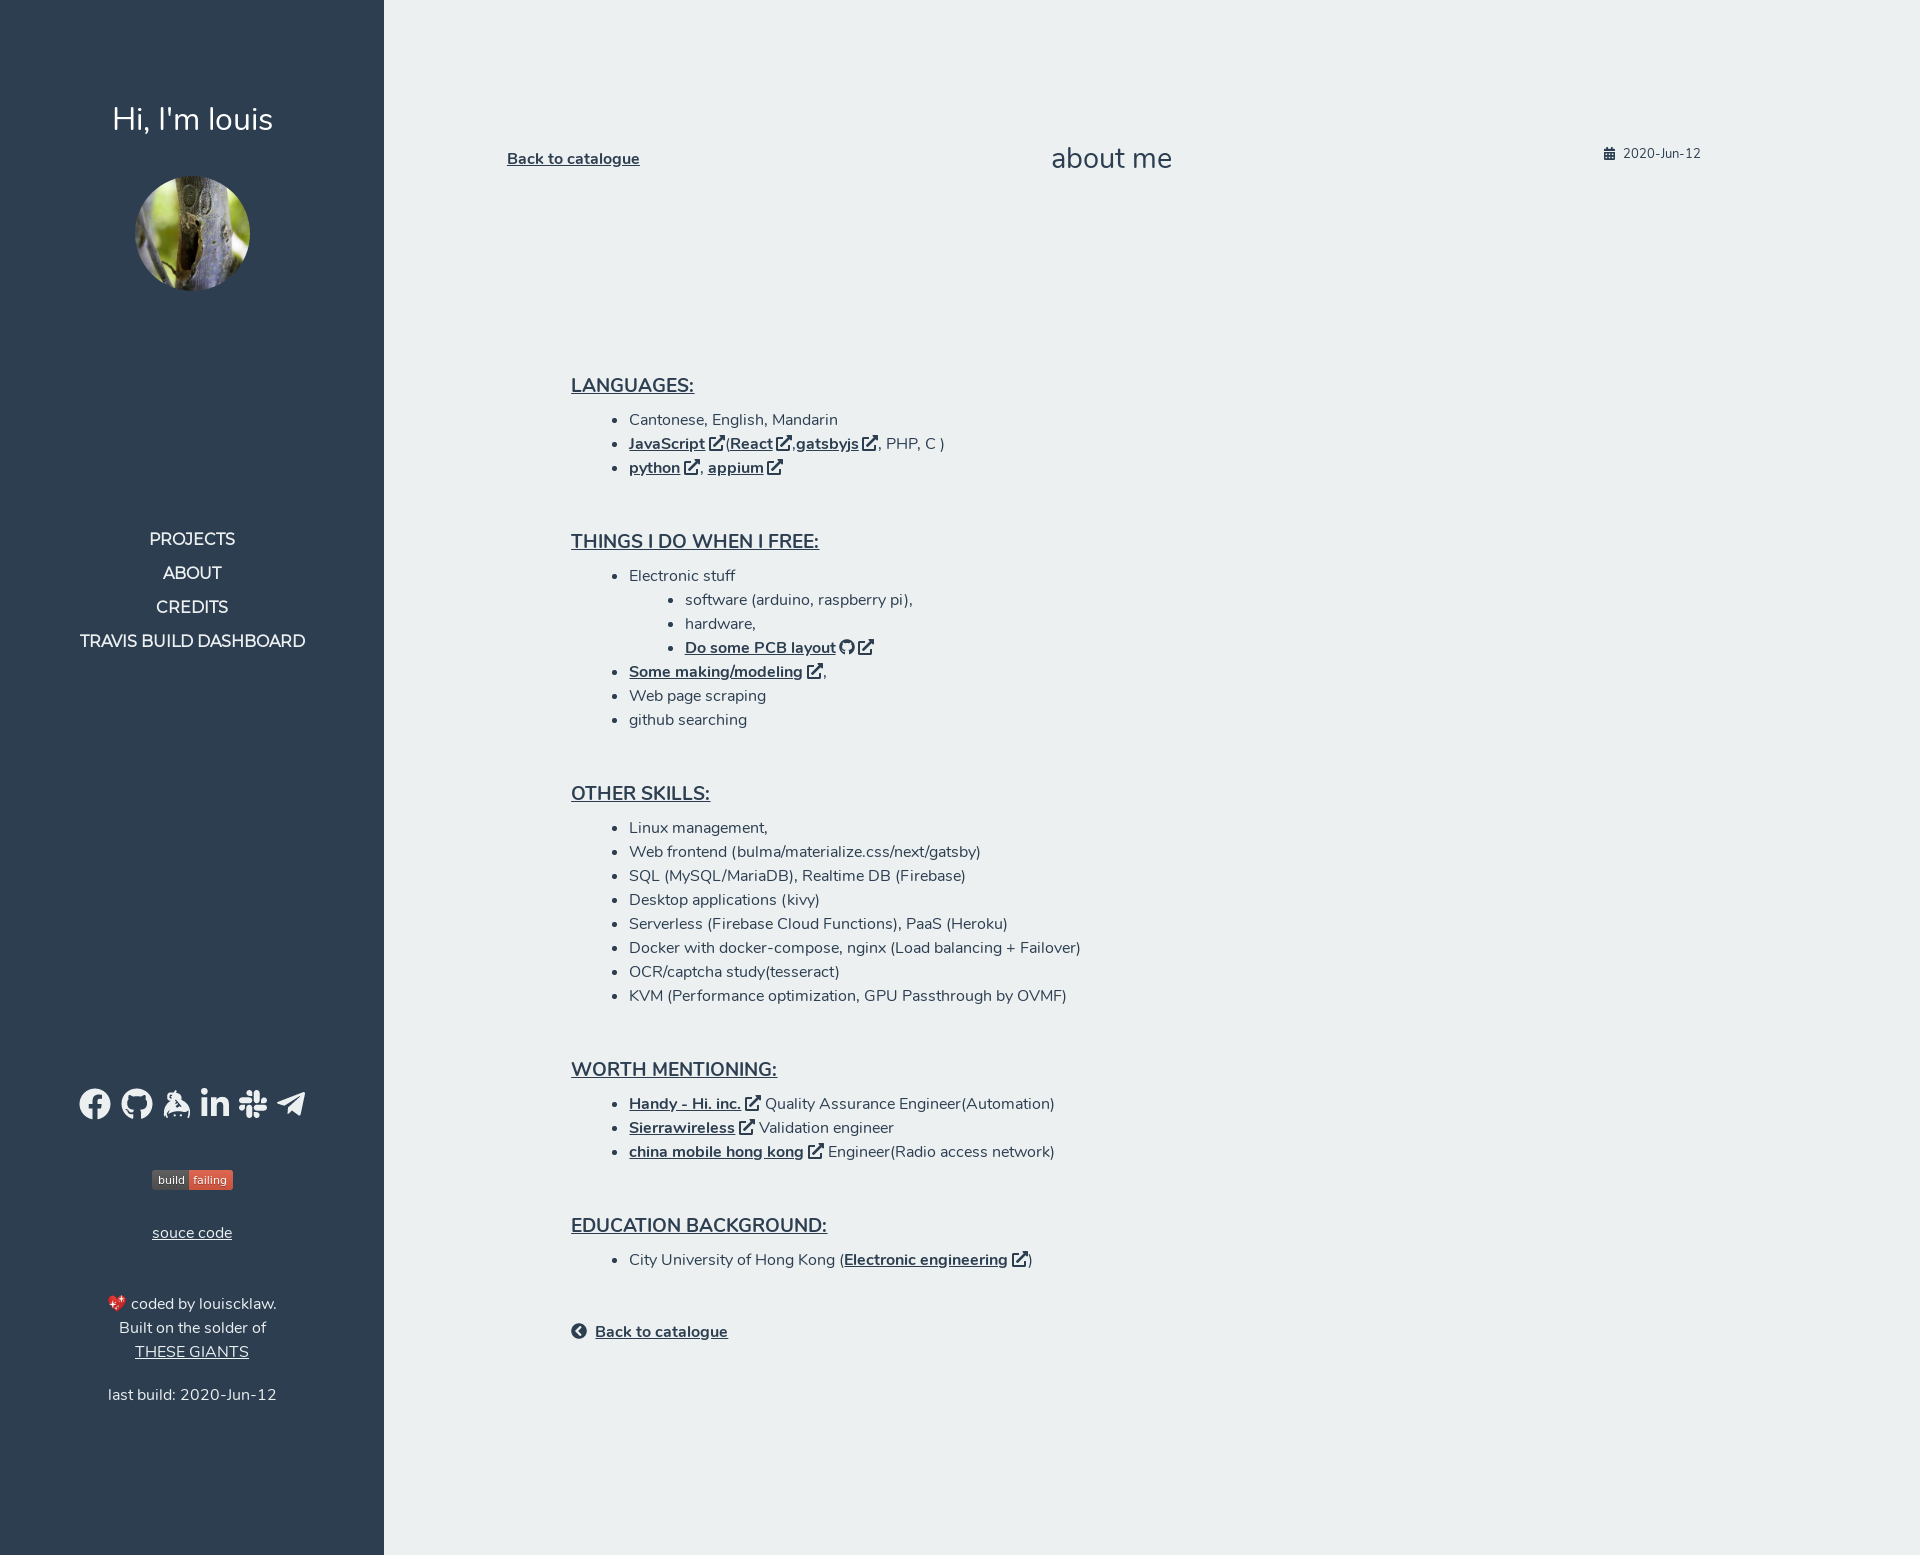 Hi, I'm louis
PROJECTS
ABOUT
CREDITS
TRAVIS BUILD DASHBOARD
build failing
souce code
💖 coded by louiscklaw.
Built on the solder of
THESE GIANTS
last build: 2020-Jun-12
Back to catalogue
about me
2020-Jun-12
LANGUAGES:
Cantonese, English, Mandarin
JavaScript (React ,gatsbyjs , PHP, C )
python , appium
THINGS I DO WHEN I FREE:
Electronic stuff
software (arduino, raspberry pi),
hardware,
Do some PCB layout
Some making/modeling ,
Web page scraping
github searching
OTHER SKILLS:
Linux management,
Web frontend (bulma/materialize.css/next/gatsby)
SQL (MySQL/MariaDB), Realtime DB (Firebase)
Desktop applications (kivy)
Serverless (Firebase Cloud Functions), PaaS (Heroku)
Docker with docker-compose, nginx (Load balancing + Failover)
OCR/captcha study(tesseract)
KVM (Performance optimization, GPU Passthrough by OVMF)
WORTH MENTIONING:
Handy - Hi. inc. Quality Assurance Engineer(Automation)
Sierrawireless Validation engineer
china mobile hong kong Engineer(Radio access network)
EDUCATION BACKGROUND:
City University of Hong Kong (Electronic engineering )
Back to catalogue